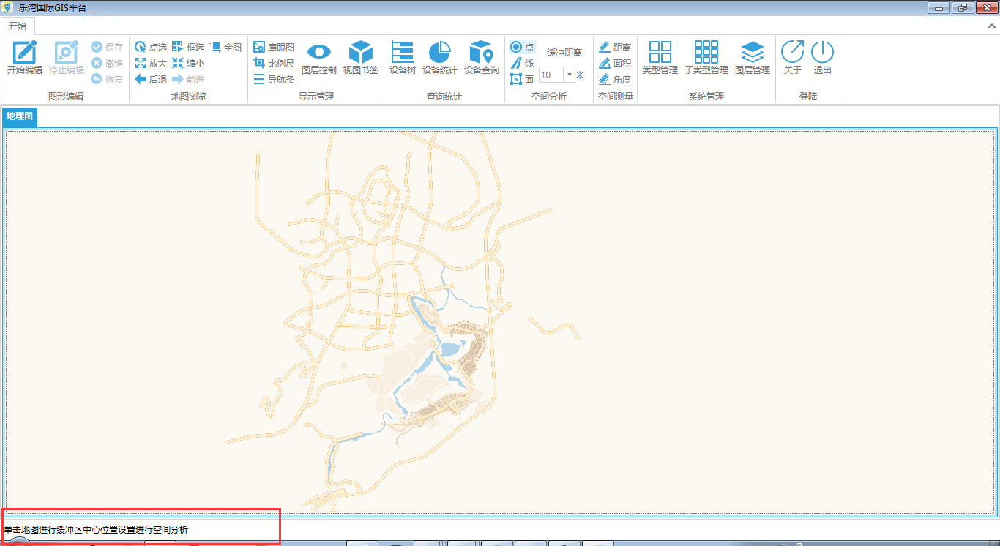 乐湾国际GIS平台___
开始
开始编辑
停止编辑
保存
撤销
恢复
图形编辑
点选
框选
全图
放大
缩小
后退
前进
地图浏览
鹰眼图
比例尺
导航条
图层控制
视图书签
显示管理
设备树
设备统计
设备查询
查询统计
点
线
面
缓冲距离
10
米
空间分析
距离
面积
角度
空间测量
类型管理
子类型管理
图层管理
系统管理
关于
退出
登陆
地理图
单击地图进行缓冲区中心位置设置进行空间分析